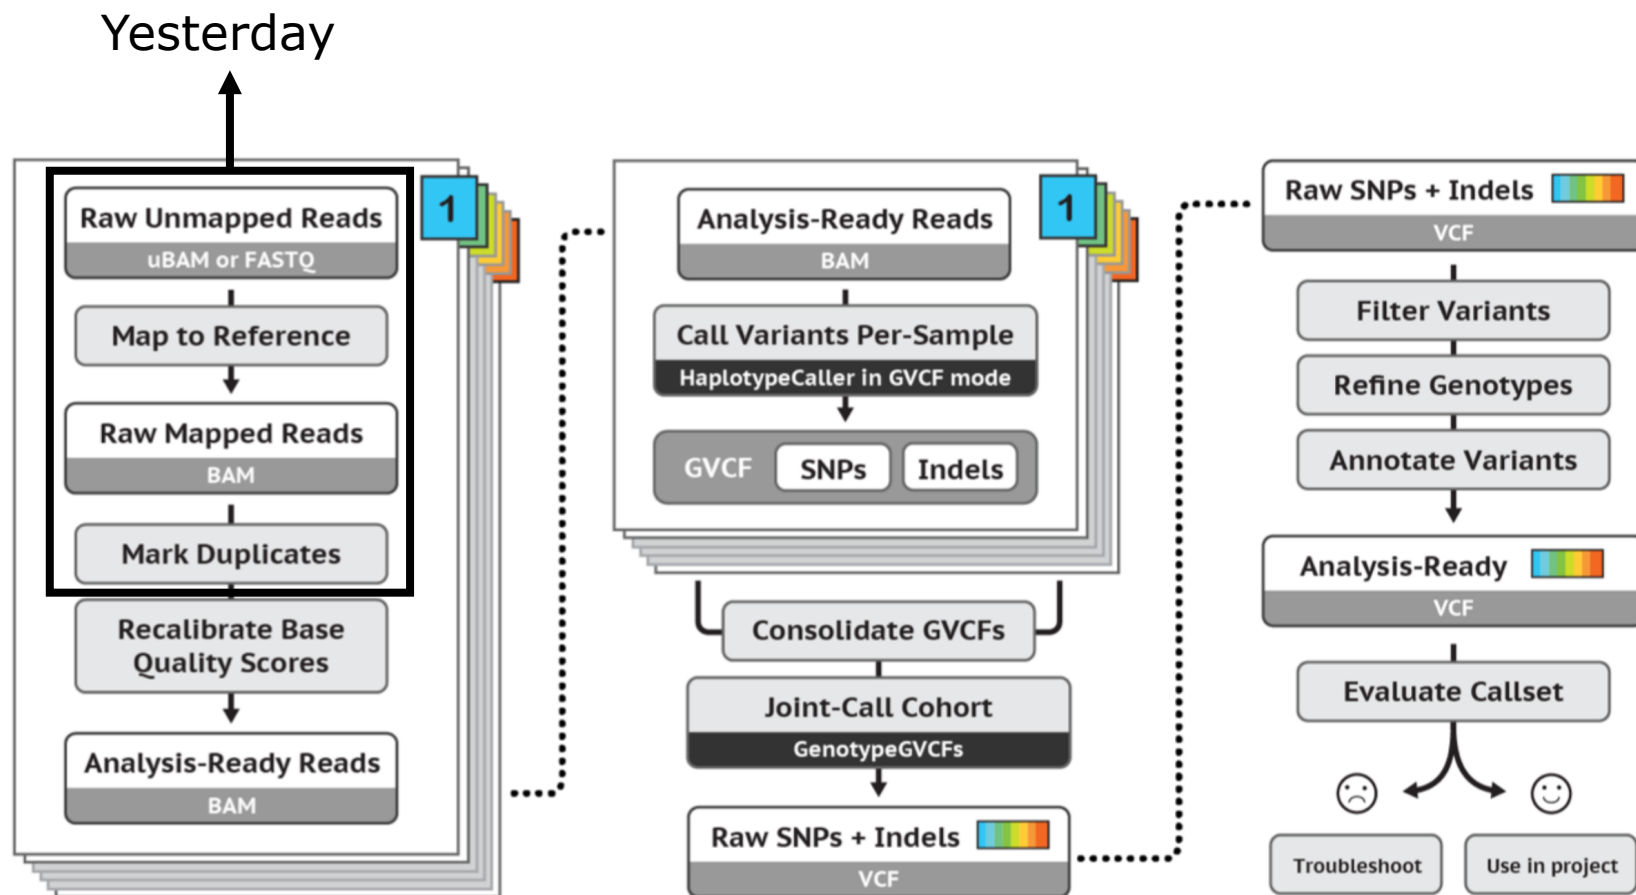 Yesterday
1
Raw Unmapped Reads
uBAM or FASTQ
Map to Reference
Raw Mapped Reads
BAM
Mark Duplicates
Recalibrate Base
Quality Scores
Analysis-Ready Reads
BAM
1
Analysis-Ready Reads
BAM
Call Variants Per-Sample
HaplotypeCaller in GVCF mode
GVCF SNPs Indels
Consolidate GVCFs
Joint-Call Cohort
GenotypeGVCFs
Raw SNPs + Indels
VCF
Raw SNPs + Indels
VCF
Filter Variants
Refine Genotypes
Annotate Variants
Analysis-Ready
VCF
Evaluate Callset
Troubleshoot
Use in project